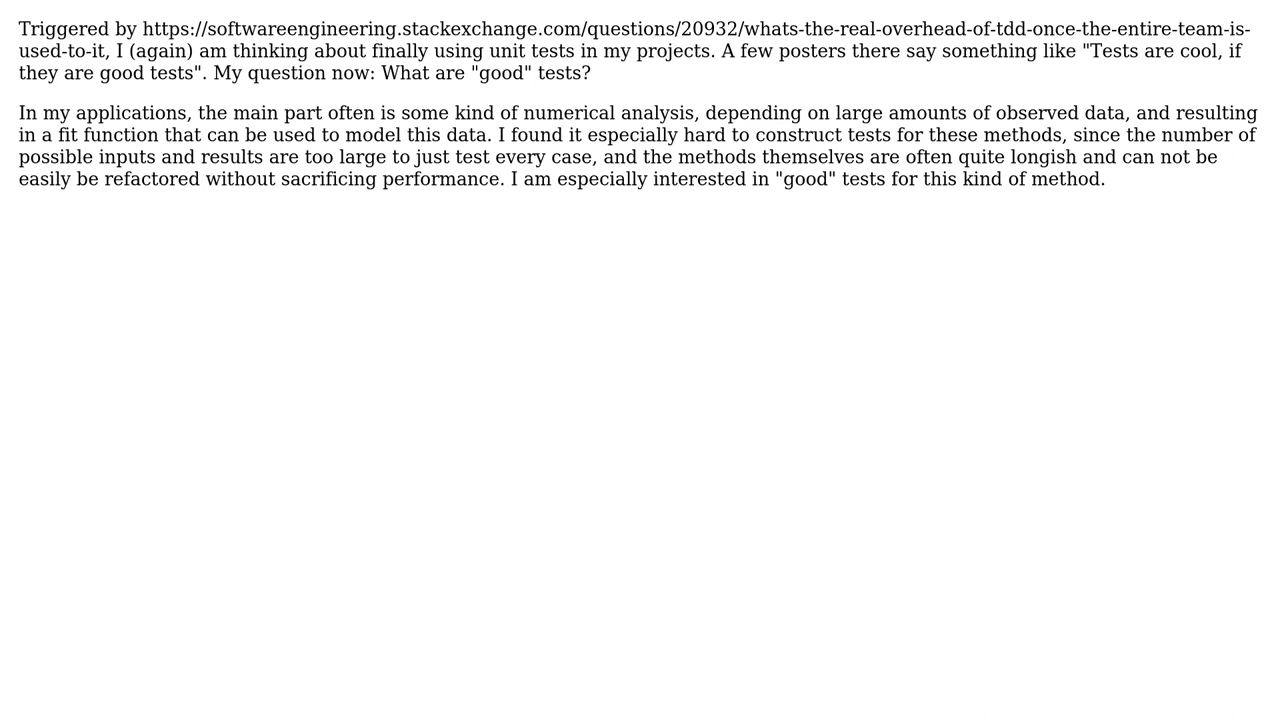 Triggered by https://softwareengineering.stackexchange.com/questions/20932/whats-the-real-overhead-of-tdd-once-the-entire-team-is-
used-to-it, I (again) am thinking about finally using unit tests in my projects. A few posters there say something like "Tests are cool, if
they are good tests". My question now: What are "good" tests?
In my applications, the main part often is some kind of numerical analysis, depending on large amounts of observed data, and resulting
in a fit function that can be used to model this data. I found it especially hard to construct tests for these methods, since the number of
possible inputs and results are too large to just test every case, and the methods themselves are often quite longish and can not be
easily be refactored without sacrificing performance. I am especially interested in "good" tests for this kind of method.